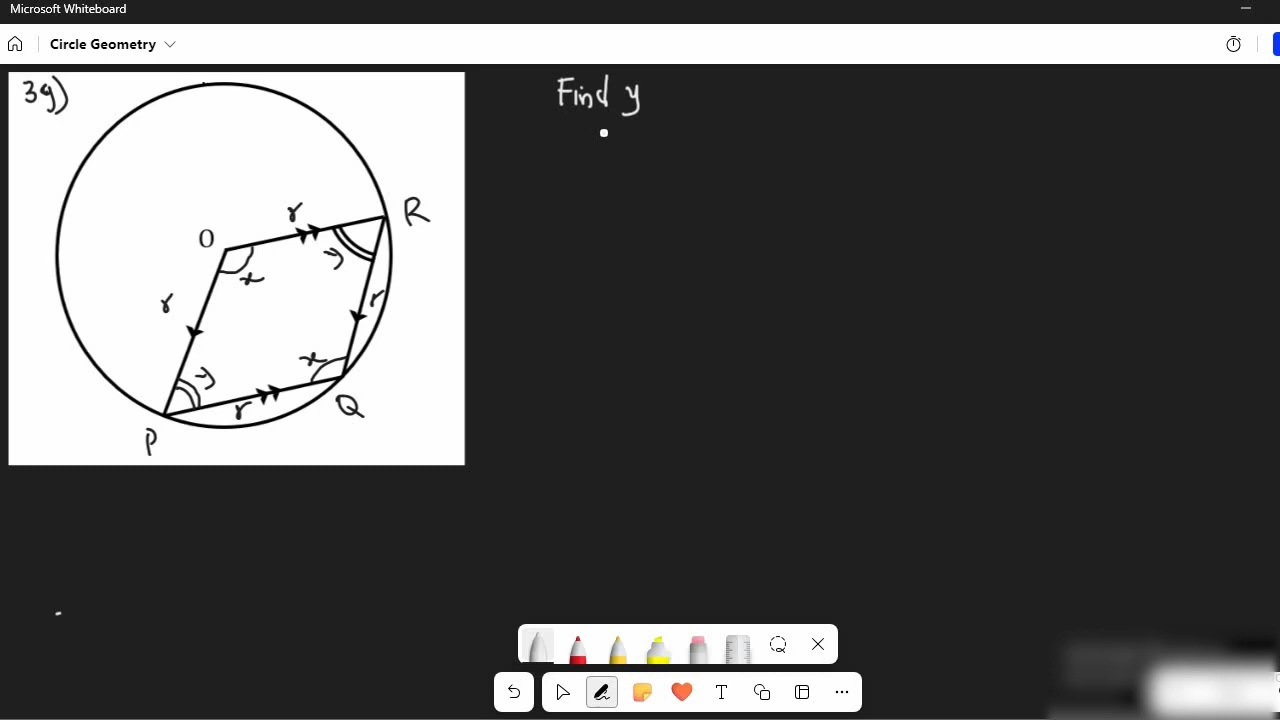 Microsoft Whiteboard
Circle Geometry
3g)
Find y
O
r
R
y
x
r
r
x
y
r
Q
P
T